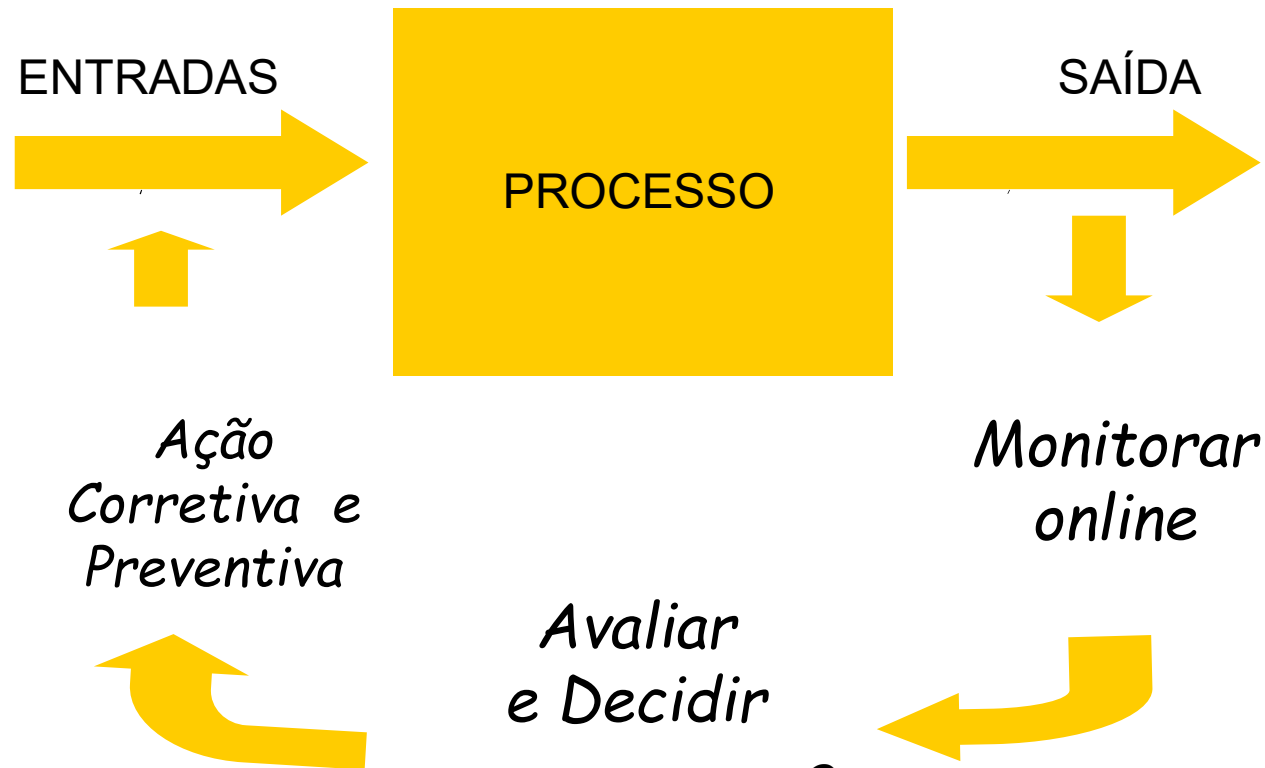 ENTRADAS
SAÍDA
PROCESSO
Ação
Corretiva e
Preventiva
Monitorar
online
Avaliar
e Decidir